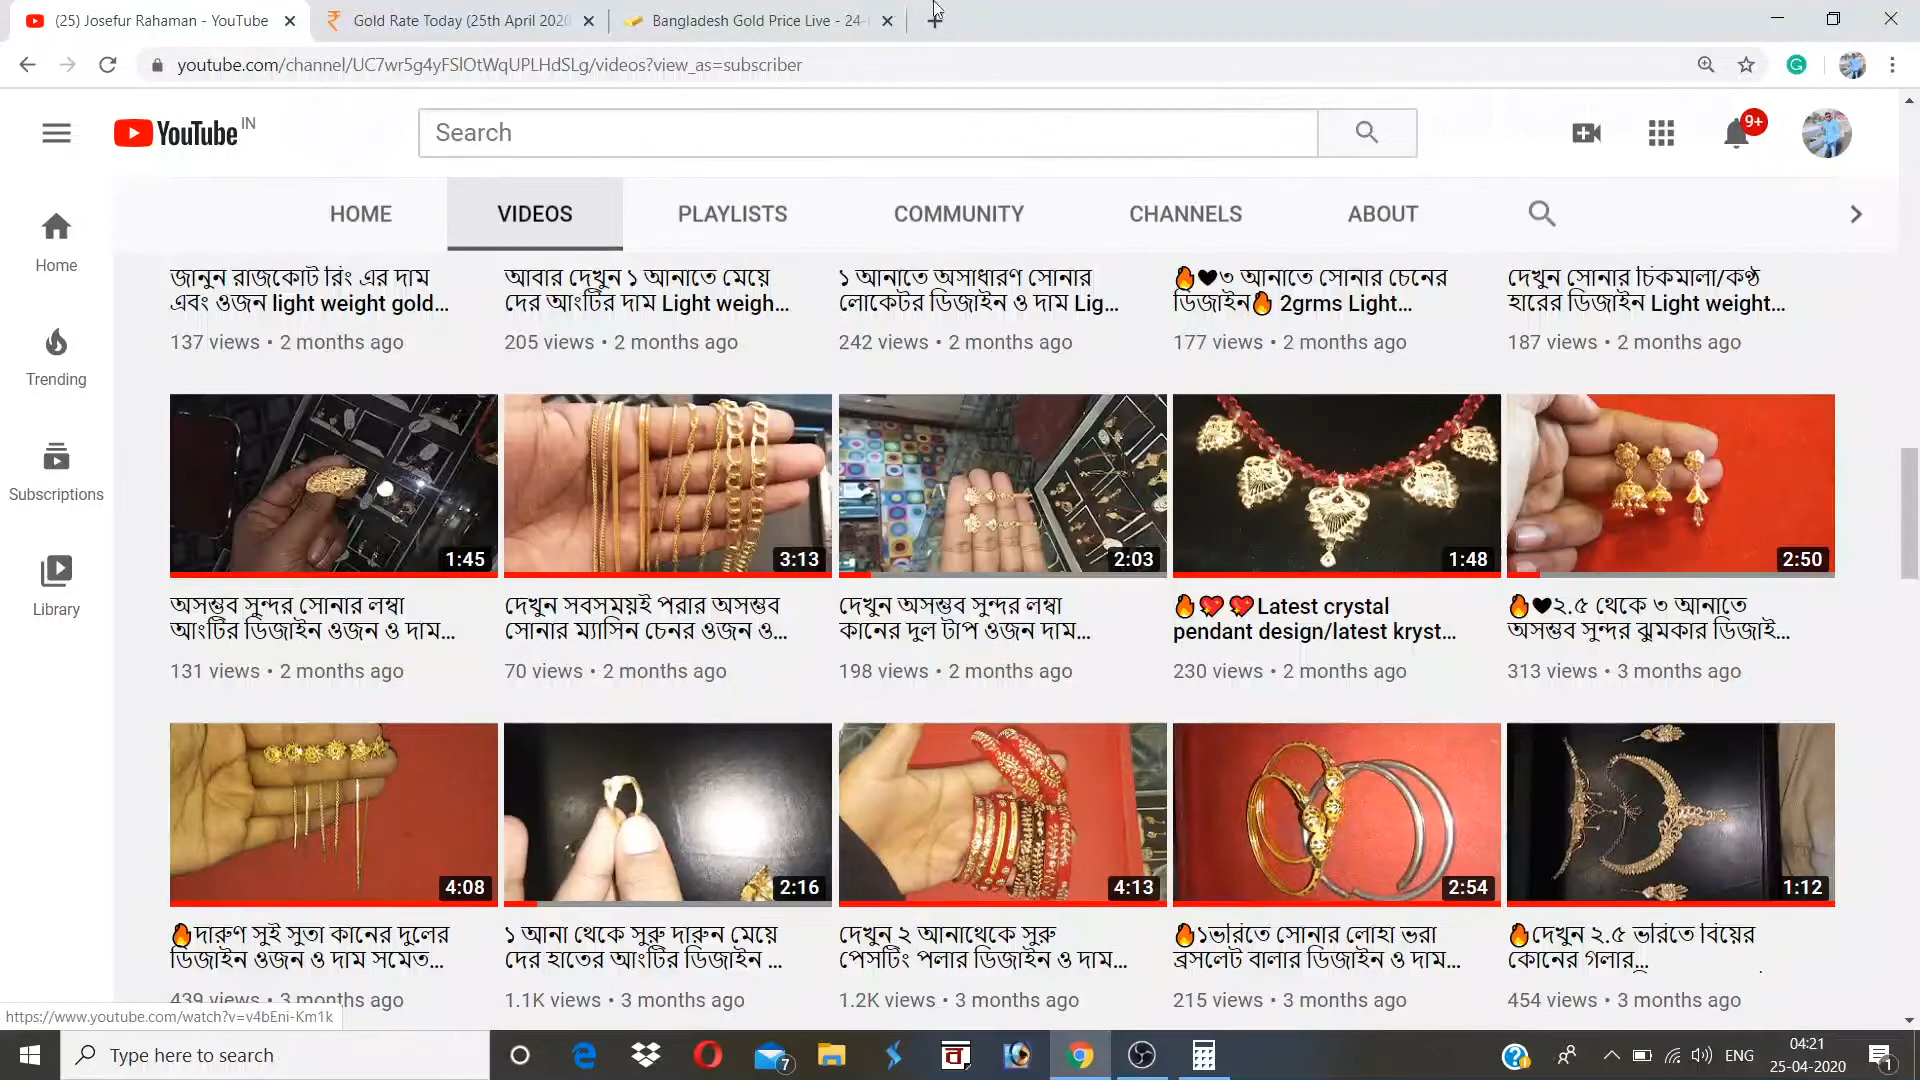 (25) Josefur Rahaman - YouTube
Gold Rate Today (25th April 2020
Bangladesh Gold Price Live - 24-
youtube.com/channel/UC7wr5g4yFSlOtWqUPLHdSLg/videos?view_as=subscriber
YouTube IN
Search
9+
HOME VIDEOS PLAYLISTS COMMUNITY CHANNELS ABOUT
Home
Trending
Subscriptions
Library
জানুন রাজকোট রিং এর দাম
এবং ওজন light weight gold...
137 views • 2 months ago
আবার দেখুন ১ আনাতে মেয়ে
দের আংটির দাম Light weigh...
205 views • 2 months ago
১ আনাতে অসাধারণ সোনার
লোকেটর ডিজাইন ও দাম Lig...
242 views • 2 months ago
🔥🖤৩ আনাতে সোনার চেনের
ডিজাইন🔥 2grms Light...
177 views • 2 months ago
দেখুন সোনার চিকমালা/কণ্ঠ
হারের ডিজাইন Light weight...
187 views • 2 months ago
1:45
অসম্ভব সুন্দর সোনার লম্বা
আংটির ডিজাইন ওজন ও দাম...
131 views • 2 months ago
3:13
দেখুন সবসময়ই পরার অসম্ভব
সোনার ম্যাসিন চেনর ওজন ও...
70 views • 2 months ago
2:03
দেখুন অসম্ভব সুন্দর লম্বা
কানের দুল টাপ ওজন দাম...
198 views • 2 months ago
1:48
🔥💖💖Latest crystal
pendant design/latest kryst...
230 views • 2 months ago
2:50
🔥🖤২.৫ থেকে ৩ আনাতে
অসম্ভব সুন্দর ঝুমকার ডিজাই...
313 views • 3 months ago
4:08
🔥দারুণ সুই সুতা কানের দুলের
ডিজাইন ওজন ও দাম সমেত...
439 views • 3 months ago
2:16
১ আনা থেকে সুরু দারুন মেয়ে
দের হাতের আংটির ডিজাইন ...
1.1K views • 3 months ago
4:13
দেখুন ২ আনাথেকে সুরু
পেসটিং পলার ডিজাইন ও দাম...
1.2K views • 3 months ago
2:54
🔥১ভরিতে সোনার লোহা ভরা
ব্রসলেট বালার ডিজাইন ও দাম...
215 views • 3 months ago
1:12
🔥দেখুন ২.৫ ভরিতে বিয়ের
কোনের গলার...
454 views • 3 months ago
https://www.youtube.com/watch?v=v4bEni-Km1k
Type here to search
7
ENG
04:21
25-04-2020
1